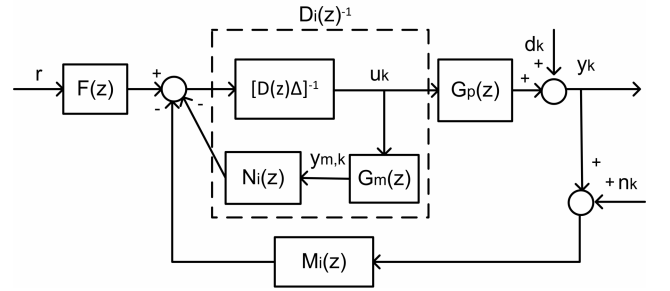 Di(z)-1
dk
r
F(z)
+
-
-
[D(z)Δ]-1
uk
Gp(z)
+
+
yk
Ni(z)
ym,k
Gm(z)
+
+ nk
Mi(z)